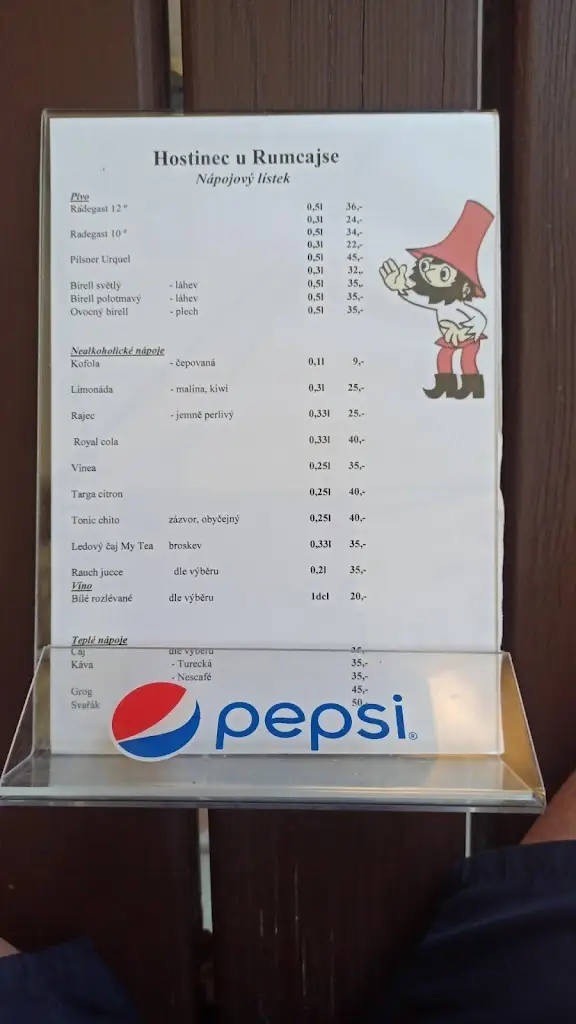 Hostinec u Rumcajse
Nápojový lístek
Pivo
Radegast 12 º 0,5l 36,-
0,3l 24,-
Radegast 10 º 0,5l 34,-
0,3l 22,-
Pilsner Urquel 0,5l 45,-
0,3l 32,-
Birell světlý - láhev 0,5l 35,-
Birell polotmavý - láhev 0,5l 35,-
Ovocný birell - plech 0,5l 35,-
Nealkoholické nápoje
Kofola - čepovaná 0,1l 9,-
Limonáda - malina, kiwi 0,3l 25,-
Rajec - jemně perlivý 0,33l 25.-
Royal cola 0,33l 40,-
Vinea 0,25l 35,-
Targa citron 0,25l 40,-
Tonic chito zázvor, obyčejný 0,25l 40,-
Ledový čaj My Tea broskev 0,33l 35,-
Rauch jucce dle výběru 0,2l 35,-
Víno
Bílé rozlévané dle výběru 1dcl 20,-
Teplé nápoje
Čaj dle výběru 35,-
Káva - Turecká 35,-
- Nescafé 35,-
Grog 45,-
Svařák 50,-
pepsi®